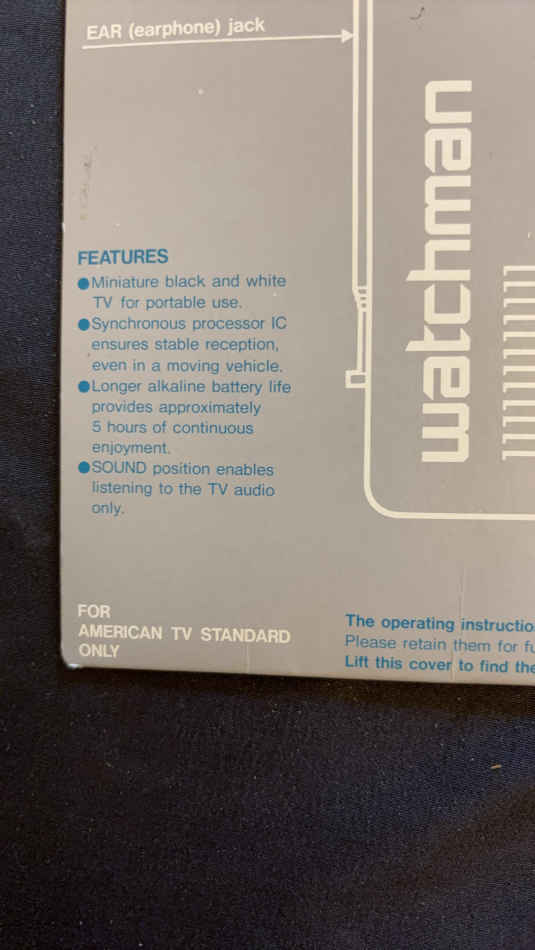 EAR (earphone) jack
watchman
FEATURES
●Miniature black and white
TV for portable use.
●Synchronous processor IC
ensures stable reception,
even in a moving vehicle.
●Longer alkaline battery life
provides approximately
5 hours of continuous
enjoyment.
●SOUND position enables
listening to the TV audio
only.
FOR
AMERICAN TV STANDARD
ONLY
The operating instructio
Please retain them for fu
Lift this cover to find the